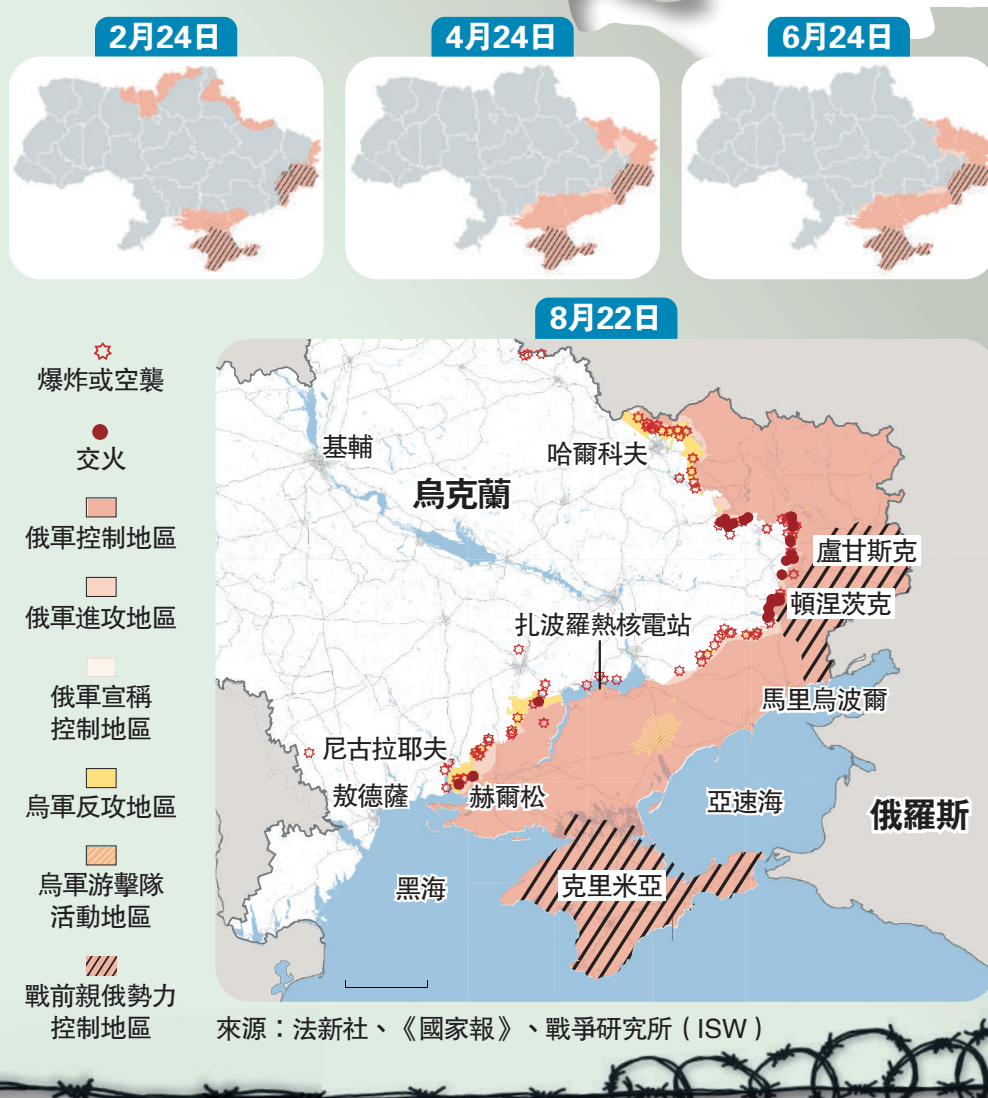 2月24日
4月24日
6月24日
8月22日
爆炸或空襲
交火
俄軍控制地區
俄軍進攻地區
俄軍宣稱
控制地區
烏軍反攻地區
烏軍游擊隊
活動地區
戰前親俄勢力
控制地區
基輔
哈爾科夫
烏克蘭
盧甘斯克
頓涅茨克
扎波羅熱核電站
馬里烏波爾
尼古拉耶夫
敖德薩
赫爾松
亞速海
俄羅斯
克里米亞
黑海
來源：法新社、《國家報》、戰爭研究所（ISW）